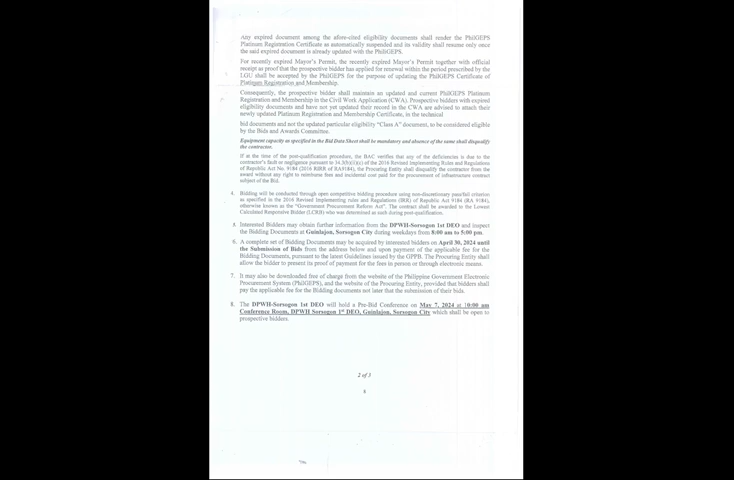 Any expired document among the afore-cited eligibility documents shall render the PhilGEPS
Platinum Registration Certificate as automatically suspended and its validity shall resume only once
the said expired document is already updated with the PhilGEPS.
For recently expired Mayor's Permit, the recently expired Mayor's Permit together with official
receipt as proof that the prospective bidder has applied for renewal within the period prescribed by the
LGU shall be accepted by the PhilGEPS for the purpose of updating the PhilGEPS Certificate of
Platinum Registration and Membership.
Consequently, the prospective bidder shall maintain an updated and current PhilGEPS Platinum
Registration and Membership in the Civil Work Application (CWA). Prospective bidders with expired
eligibility documents and have not yet updated their record in the CWA are advised to attach their
newly updated Platinum Registration and Membership Certificate, in the technical
bid documents and not the updated particular eligibility "Class A" document, to be considered eligible
by the Bids and Awards Committee.
Equipment capacity as specified in the Bid Data Sheet shall be mandatory and absence of the same shall disqualify
the contractor.
If at the time of the post-qualification procedure, the BAC verifies that any of the deficiencies is due to the
contractor's fault or negligence pursuant to 34.3(b)(ii)(c) of the 2016 Revised Implementing Rules and Regulations
of Republic Act No. 9184 (2016 RIRR of RA9184), the Procuring Entity shall disqualify the contractor from the
award without any right to reimburse fees and incidental cost paid for the procurement of infrastructure contract
subject of the Bid.
4. Bidding will be conducted through open competitive bidding procedure using non-discretionary pass/fail criterion
as specified in the 2016 Revised Implementing rules and Regulations (IRR) of Republic Act 9184 (RA 9184),
otherwise known as the "Government Procurement Reform Act". The contract shall be awarded to the Lowest
Calculated Responsive Bidder (LCRB) who was determined as such during post-qualification.
5. Interested Bidders may obtain further information from the DPWH-Sorsogon 1st DEO and inspect
the Bidding Documents at Guinlajon, Sorsogon City during weekdays from 8:00 am to 5:00 pm.
6. A complete set of Bidding Documents may be acquired by interested bidders on April 30, 2024 until
the Submission of Bids from the address below and upon payment of the applicable fee for the
Bidding Documents, pursuant to the latest Guidelines issued by the GPPB. The Procuring Entity shall
allow the bidder to present its proof of payment for the fees in person or through electronic means.
7. It may also be downloaded free of charge from the website of the Philippine Government Electronic
Procurement System (PhilGEPS), and the website of the Procuring Entity, provided that bidders shall
pay the applicable fee for the Bidding documents not later that the submission of their bids.
8. The DPWH-Sorsogon 1st DEO will hold a Pre-Bid Conference on May 7, 2024 at 10:00 am
Conference Room, DPWH Sorsogon 1st DEO, Guinlajon, Sorsogon City which shall be open to
prospective bidders.
2 of 3
8